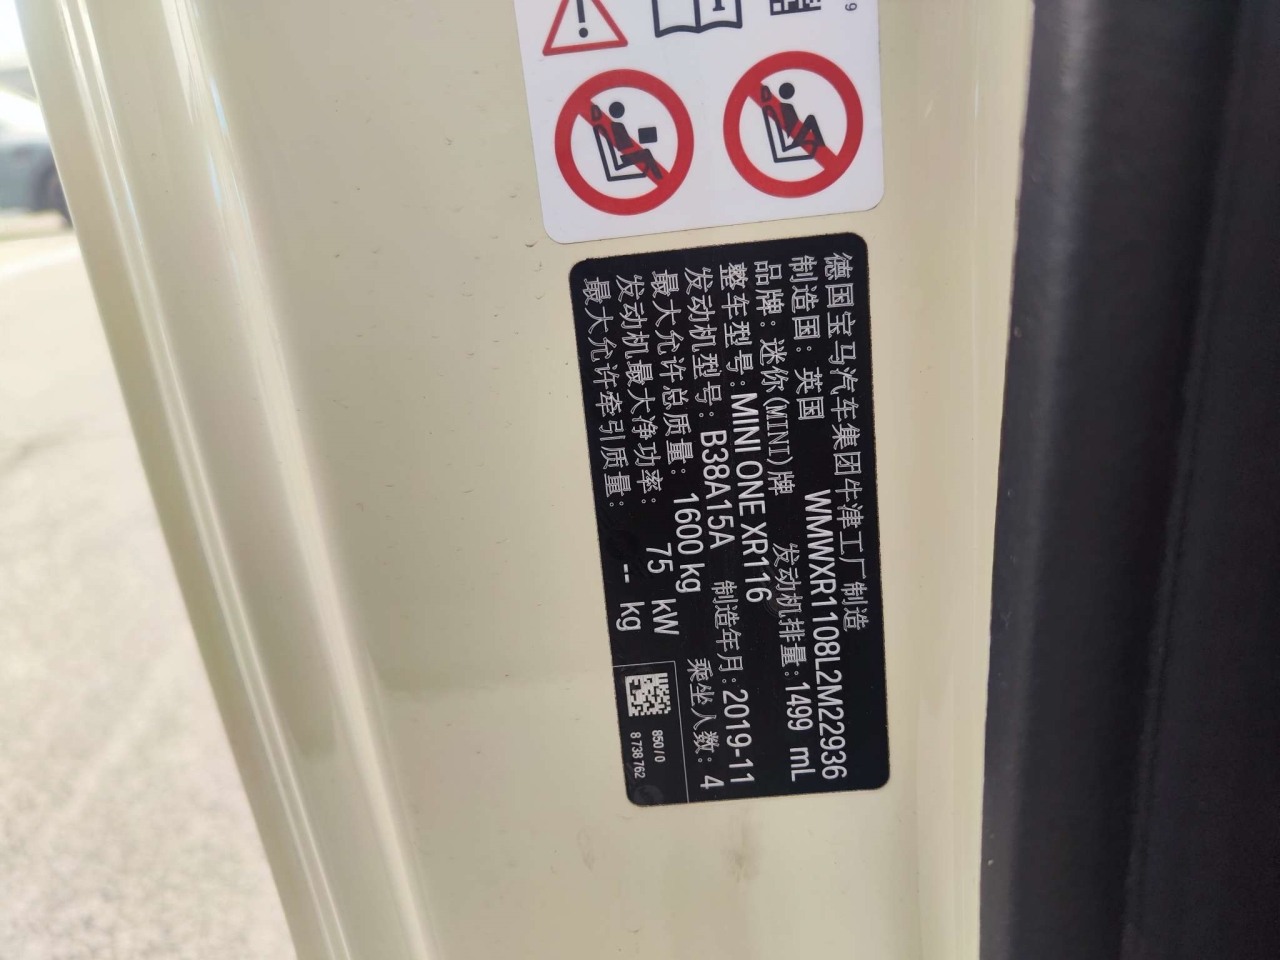 9
德国宝马汽车集团牛津工厂制造
制造国: 英国 WMWXR1108L2M22936
品牌: 迷你(MINI)牌 发动机排量:1499 mL
整车型号:MINI ONE XR116
发动机型号: B38A15A 制造年月:2019-11
最大允许总质量: 1600 kg 乘坐人数: 4
发动机最大净功率: 75 kW
最大允许牵引质量: -- kg
850 / 0
8 738 762